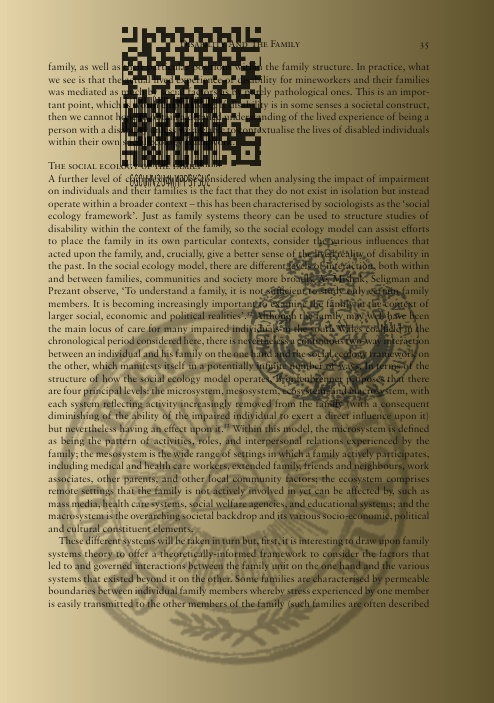 AND THE FAMILY 35
family, as well as the family structure. In practice, what
we see is that the lived experience of disability for mineworkers and their families
was mediated as much by purely pathological ones. This is an impor-
tant point, which is in some senses a societal construct,
then we cannot understanding of the lived experience of being a
person with a contextualise the lives of disabled individuals
within their own
THE SOCIAL ECOLOGY
A further level of considered when analysing the impact of impairment
on individuals and their families is the fact that they do not exist in isolation but instead
operate within a broader context – this has been characterised by sociologists as the ‘social
ecology framework’. Just as family systems theory can be used to structure studies of
disability within the context of the family, so the social ecology model can assist efforts
to place the family in its own particular contexts, consider the various influences that
acted upon the family, and, crucially, give a better sense of the lived reality of disability in
the past. In the social ecology model, there are different levels of interaction, both within
and between families, communities and society more broadly. As Seligman and
Prezant observe, ‘To understand a family, it is not sufficient to study only family
members. It is becoming increasingly important to examine the family in the context of
larger social, economic and political realities’. Although the family may well have been
the main locus of care for many impaired individuals in the south Wales coalfield in the
chronological period considered here, there is nevertheless a continuous two-way interaction
between an individual and his family on the one hand and the social ecology framework on
the other, which manifests itself in a potentially infinite number of ways. In terms of the
structure of how the social ecology model operates, Bronfenbrenner proposes that there
are four principal levels: the microsystem, mesosystem, ecosystem and macrosystem, with
each system reflecting activity increasingly removed from the family (with a consequent
diminishing of the ability of the impaired individual to exert a direct influence upon it)
but nevertheless having an effect upon it. Within this model, the microsystem is defined
as being the pattern of activities, roles, and interpersonal relations experienced by the
family; the mesosystem is the wide range of settings in which a family actively participates,
including medical and health care workers, extended family, friends and neighbours, work
associates, other parents, and other local community factors; the ecosystem comprises
remote settings that the family is not actively involved in yet can be affected by, such as
mass media, health care systems, social welfare agencies, and educational systems; and the
macrosystem is the overarching societal backdrop and its various socio-economic, political
and cultural constituent elements.
These different systems will be taken in turn but, first, it is interesting to draw upon family
systems theory to offer a theoretically-informed framework to consider the factors that
led to and governed interactions between the family unit on the one hand and the various
systems that existed beyond it on the other. Some families are characterised by permeable
boundaries between individual family members whereby stress experienced by one member
is easily transmitted to the other members of the family (such families are often described